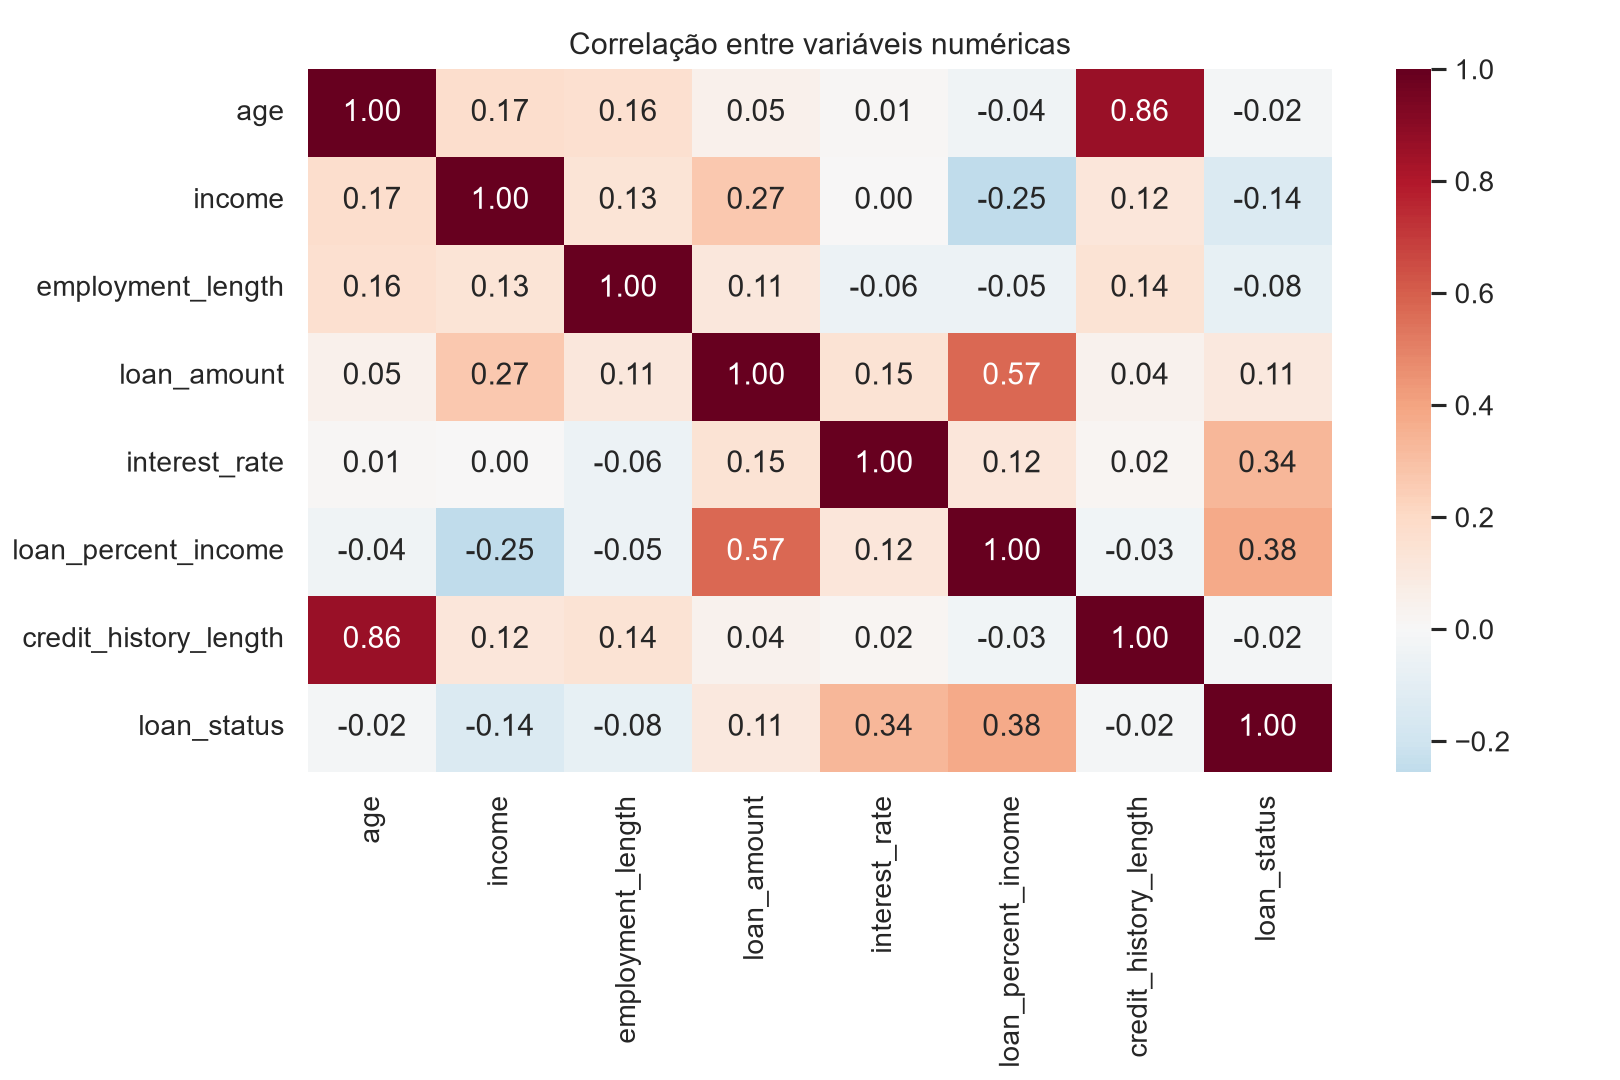 Correlação entre variáveis numéricas
age 1.00 0.17 0.16 0.05 0.01 -0.04 0.86 -0.02
income 0.17 1.00 0.13 0.27 0.00 -0.25 0.12 -0.14
employment_length 0.16 0.13 1.00 0.11 -0.06 -0.05 0.14 -0.08
loan_amount 0.05 0.27 0.11 1.00 0.15 0.57 0.04 0.11
interest_rate 0.01 0.00 -0.06 0.15 1.00 0.12 0.02 0.34
loan_percent_income -0.04 -0.25 -0.05 0.57 0.12 1.00 -0.03 0.38
credit_history_length 0.86 0.12 0.14 0.04 0.02 -0.03 1.00 -0.02
loan_status -0.02 -0.14 -0.08 0.11 0.34 0.38 -0.02 1.00
age
income
employment_length
loan_amount
interest_rate
loan_percent_income
credit_history_length
loan_status
1.0
0.8
0.6
0.4
0.2
0.0
−0.2